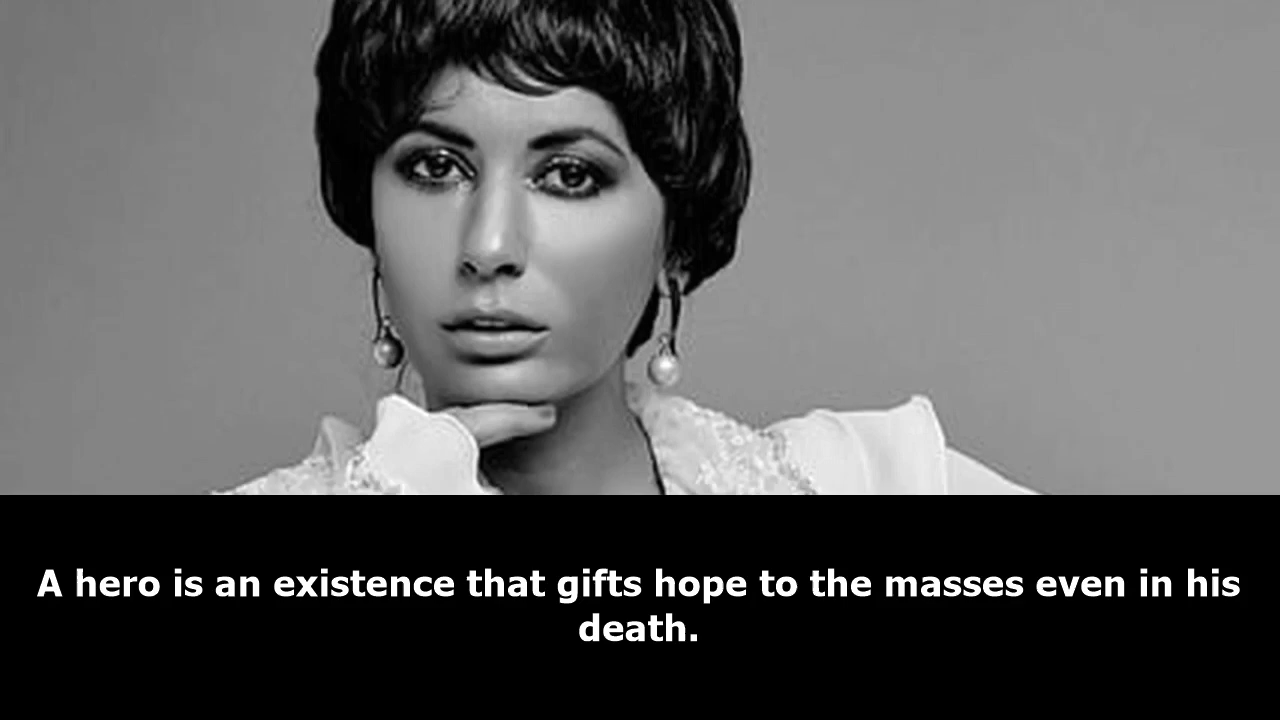 A hero is an existence that gifts hope to the masses even in his
death.